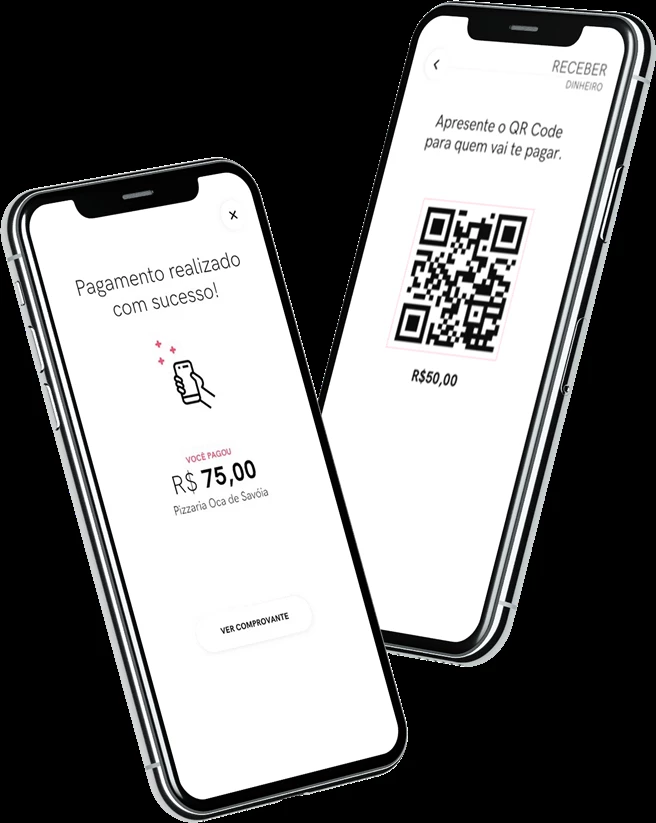 Pagamento realizado
com sucesso!
VOCÊ PAGOU
R$ 75,00
Pizzaria Oca de Savóia
VER COMPROVANTE
RECEBER
DINHEIRO
Apresente o QR Code
para quem vai te pagar.
R$50,00